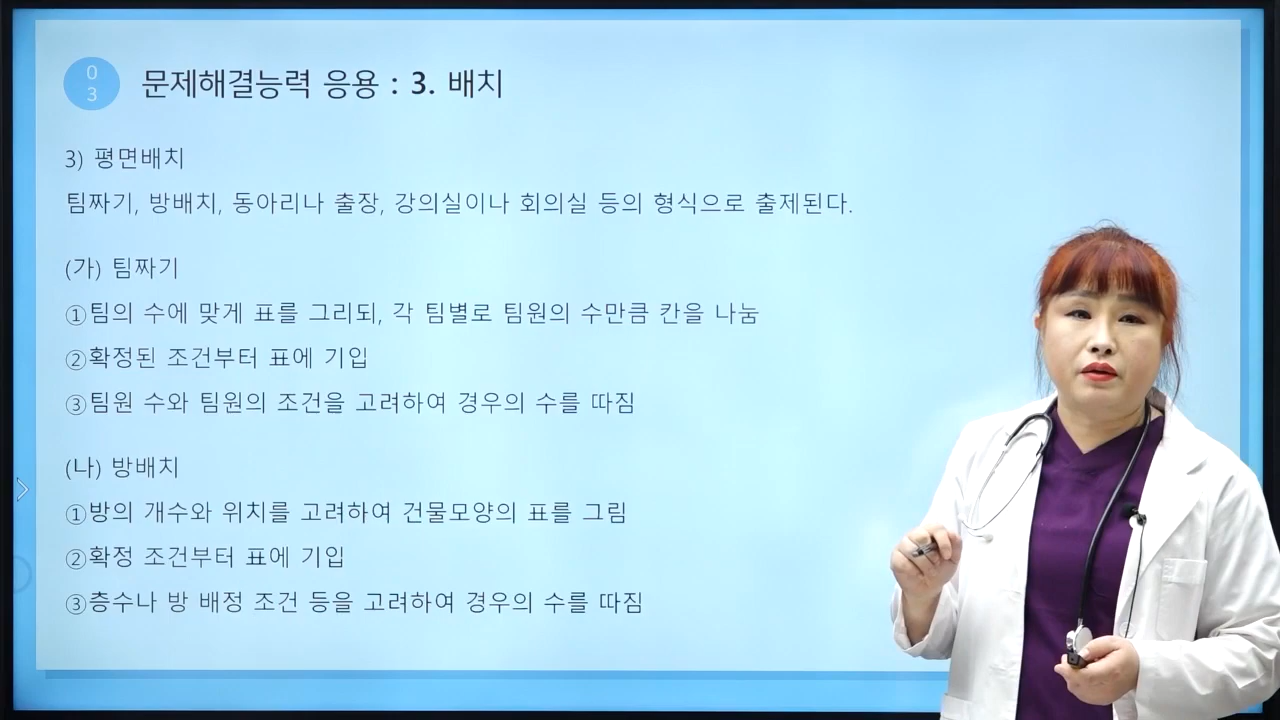 03
문제해결능력 응용 : 3. 배치
3) 평면배치
팀짜기, 방배치, 동아리나 출장, 강의실이나 회의실 등의 형식으로 출제된다.
(가) 팀짜기
①팀의 수에 맞게 표를 그리되, 각 팀별로 팀원의 수만큼 칸을 나눔
②확정된 조건부터 표에 기입
③팀원 수와 팀원의 조건을 고려하여 경우의 수를 따짐
(나) 방배치
①방의 개수와 위치를 고려하여 건물모양의 표를 그림
②확정 조건부터 표에 기입
③층수나 방 배정 조건 등을 고려하여 경우의 수를 따짐